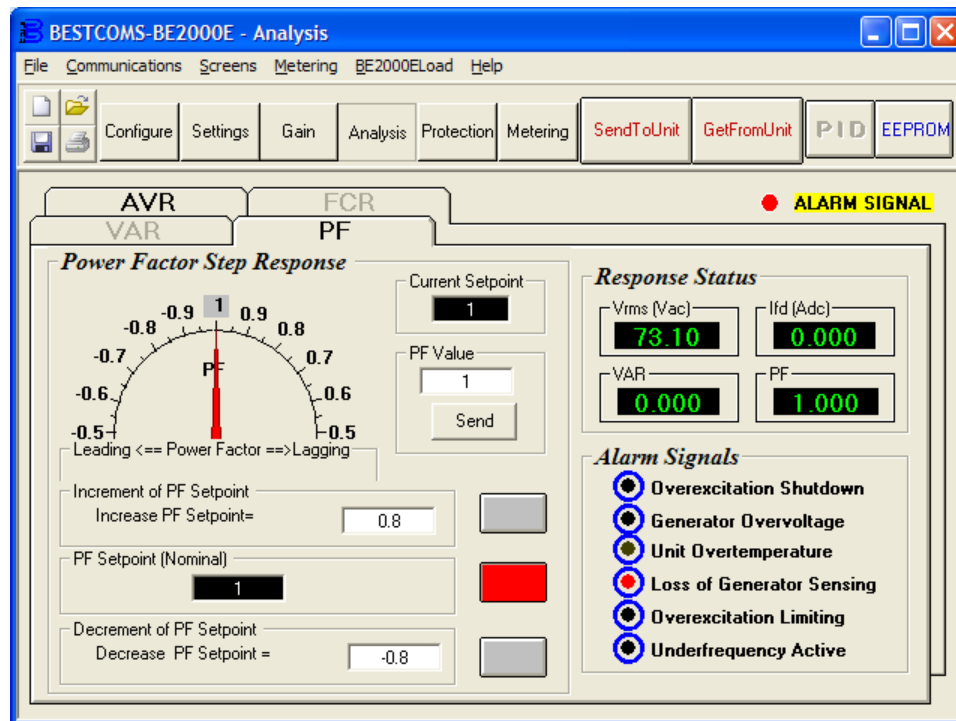 BESTCOMS-BE2000E - Analysis
File Communications Screens Metering BE2000ELoad Help
Configure Settings Gain Analysis Protection Metering SendToUnit GetFromUnit PID EEPROM
AVR FCR
ALARM SIGNAL
VAR PF
Power Factor Step Response
-0.5 -0.6 -0.7 -0.8 -0.9 1 0.9 0.8 0.7 0.6 0.5
PF
Leading <== Power Factor ==>Lagging
Current Setpoint
1
PF Value
1
Send
Increment of PF Setpoint
Increase PF Setpoint= 0.8
PF Setpoint (Nominal)
1
Decrement of PF Setpoint
Decrease PF Setpoint = -0.8
Response Status
Vrms (Vac) Ifd (Adc)
73.10 0.000
VAR PF
0.000 1.000
Alarm Signals
Overexcitation Shutdown
Generator Overvoltage
Unit Overtemperature
Loss of Generator Sensing
Overexcitation Limiting
Underfrequency Active